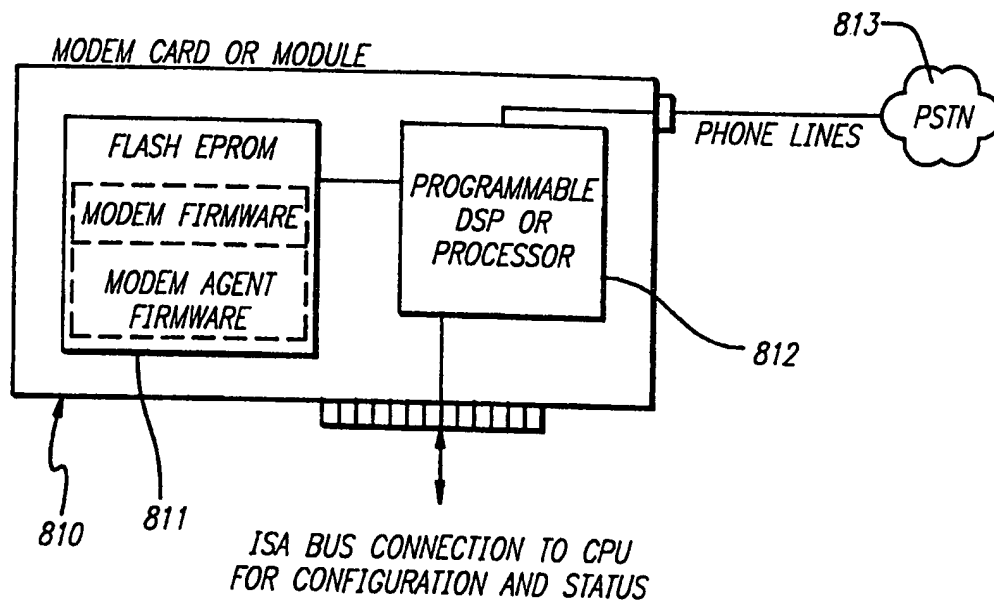 813
MODEM CARD OR MODULE
PSTN
PHONE LINES
FLASH EPROM
MODEM FIRMWARE
MODEM AGENT
FIRMWARE
PROGRAMMABLE
DSP OR
PROCESSOR
812
810
811
ISA BUS CONNECTION TO CPU
FOR CONFIGURATION AND STATUS